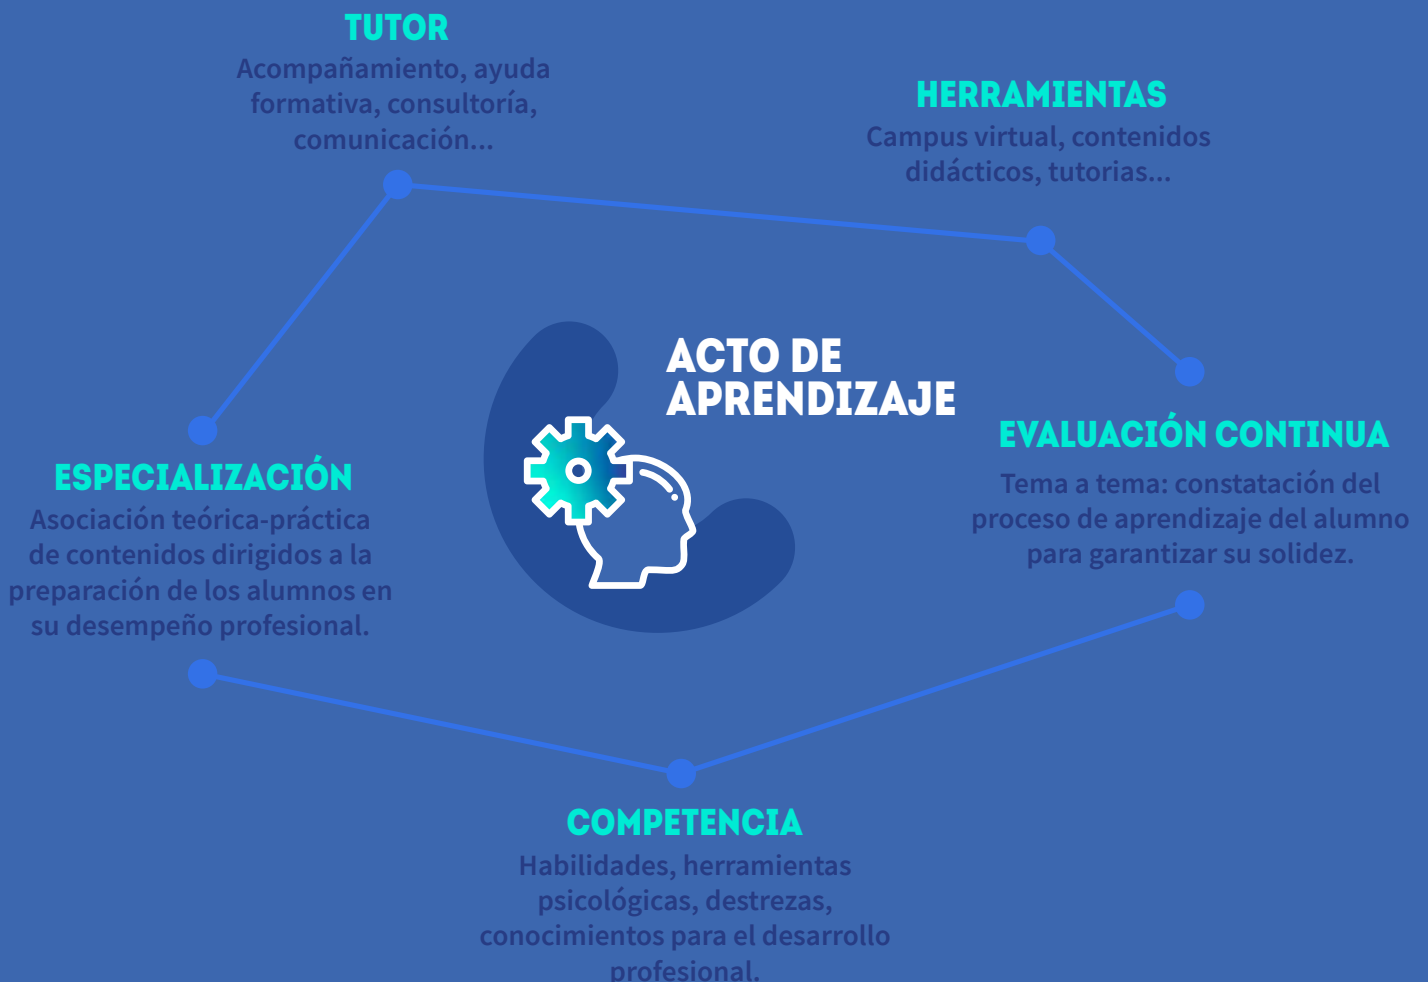 TUTOR
Acompañamiento, ayuda
formativa, consultoría,
comunicación...
HERRAMIENTAS
Campus virtual, contenidos
didácticos, tutorias...
ACTO DE
APRENDIZAJE
EVALUACIÓN CONTINUA
Tema a tema: constatación del
proceso de aprendizaje del alumno
para garantizar su solidez.
ESPECIALIZACIÓN
Asociación teórica-práctica
de contenidos dirigidos a la
preparación de los alumnos en
su desempeño profesional.
COMPETENCIA
Habilidades, herramientas
psicológicas, destrezas,
conocimientos para el desarrollo
profesional.